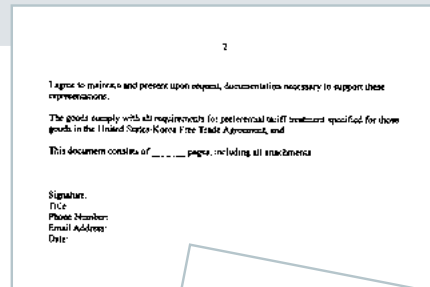 2
I agree to maintain and present upon request, documentation necessary to support these
representations.
The goods comply with all requirements for preferential tariff treatment specified for those
goods in the United States-Korea Free Trade Agreement, and
This document consists of ______ pages, including all attachments
Signature:
Title
Phone Number:
Email Address:
Date: